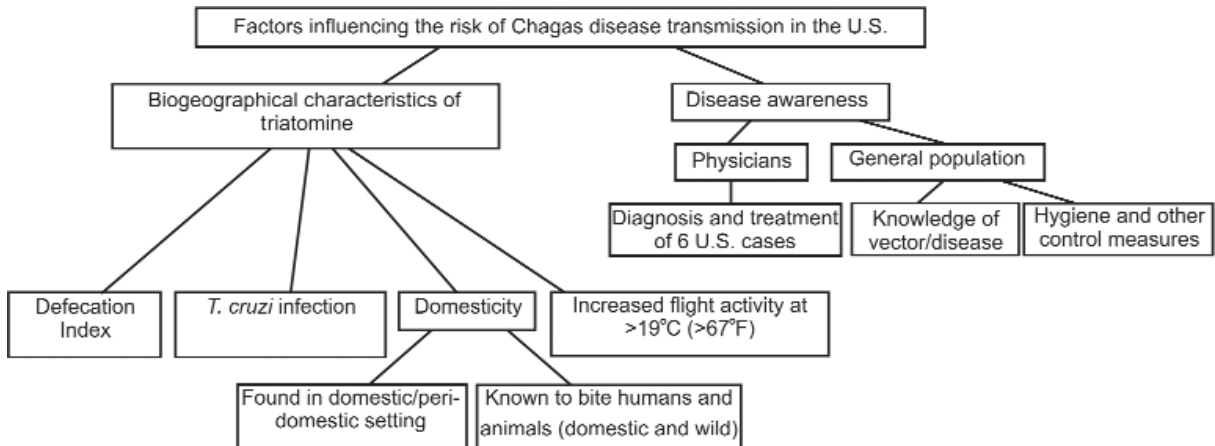 Factors influencing the risk of Chagas disease transmission in the U.S.
Biogeographical characteristics of
triatomine
Disease awareness
Physicians
General population
Diagnosis and treatment
of 6 U.S. cases
Knowledge of
vector/disease
Hygiene and other
control measures
Defecation
Index
T. cruzi infection
Domesticity
Increased flight activity at
>19°C (>67°F)
Found in domestic/peri-
domestic setting
Known to bite humans and
animals (domestic and wild)